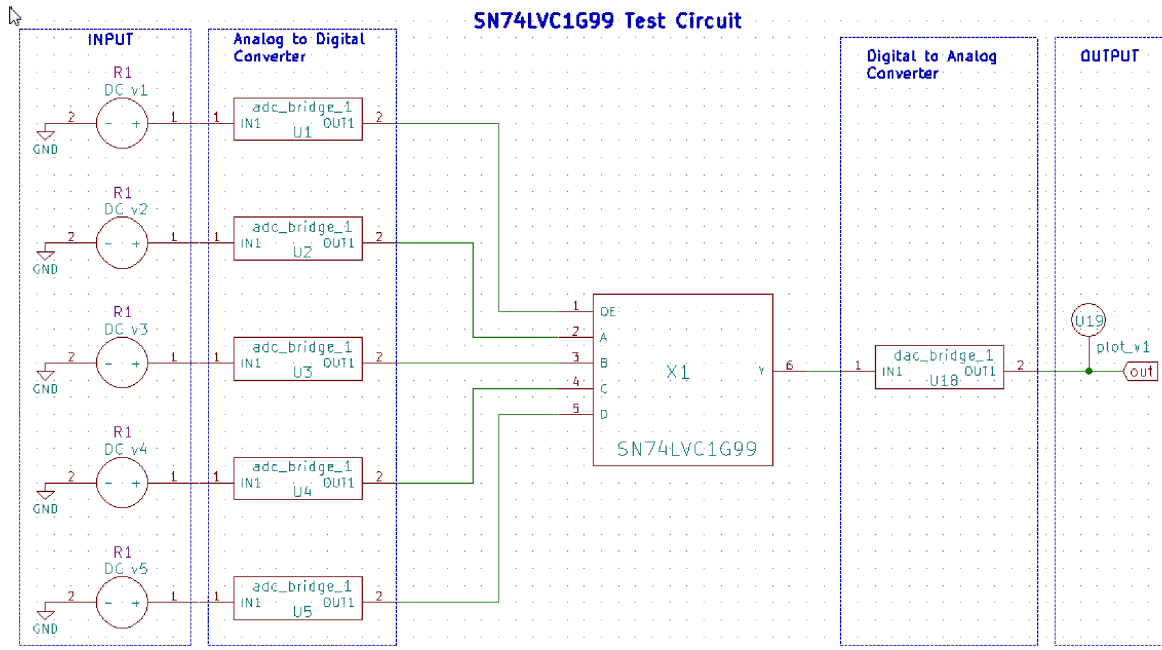 SN74LVC1G99 Test Circuit
INPUT
Analog to Digital
Converter
Digital to Analog
Converter
OUTPUT
R1
DC v1
2
- +
1
GND
1
adc_bridge_1
IN1 OUT1
U1
2
R1
DC v2
2
- +
1
GND
1
adc_bridge_1
IN1 OUT1
U2
2
R1
DC v3
2
- +
1
GND
1
adc_bridge_1
IN1 OUT1
U3
2
R1
DC v4
2
- +
1
GND
1
adc_bridge_1
IN1 OUT1
U4
2
R1
DC v5
2
- +
1
GND
1
adc_bridge_1
IN1 OUT1
U5
2
1 OE
2 A
3 B
4 C
5 D
X1
Y 6
SN74LVC1G99
1
dac_bridge_1
IN1 OUT1
U18
2
U19
plot_v1
out